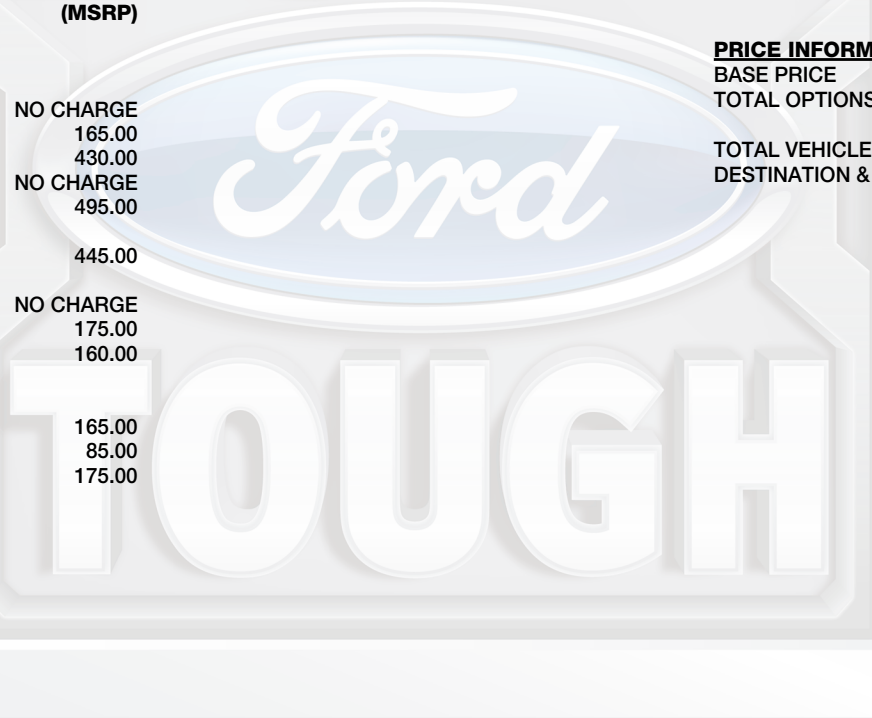 (MSRP)
NO CHARGE
165.00
430.00
NO CHARGE
495.00
445.00
NO CHARGE
175.00
160.00
165.00
85.00
175.00
PRICE INFORM
BASE PRICE
TOTAL OPTIONS
TOTAL VEHICLE
DESTINATION &
Ford
TOUGH